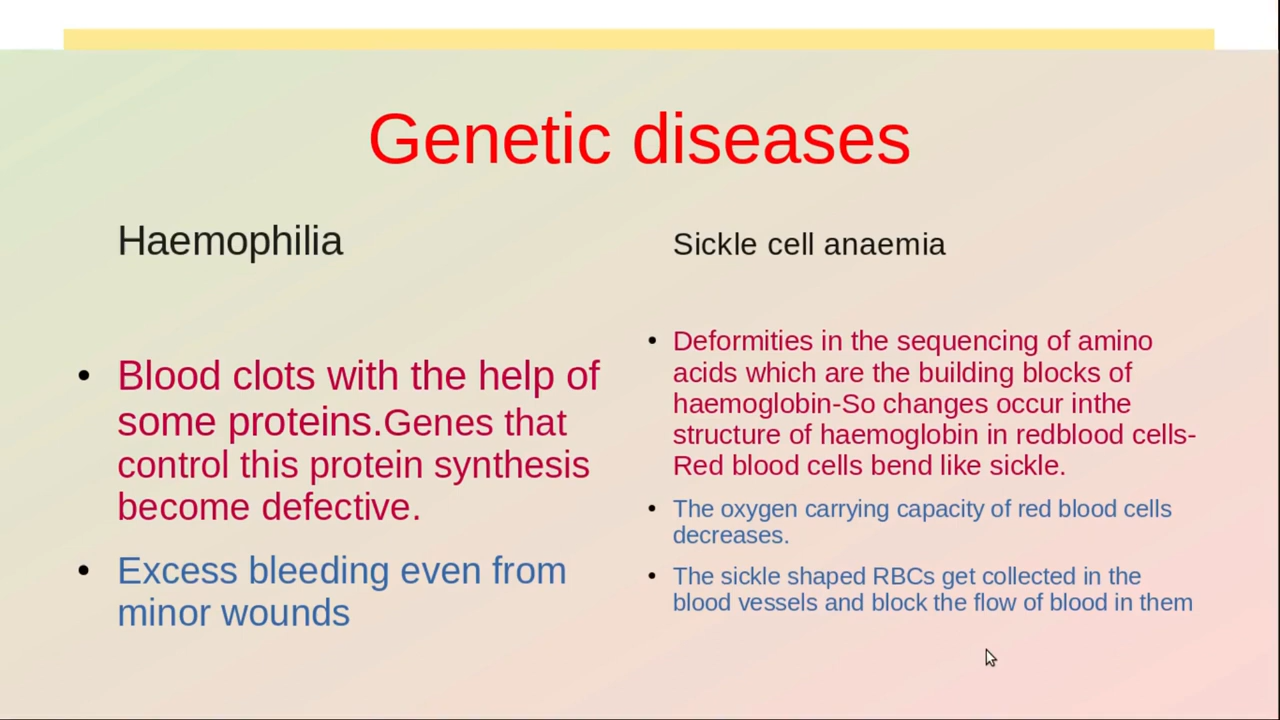 Genetic diseases
Haemophilia
Blood clots with the help of
some proteins.Genes that
control this protein synthesis
become defective.
Excess bleeding even from
minor wounds
Sickle cell anaemia
Deformities in the sequencing of amino
acids which are the building blocks of
haemoglobin-So changes occur inthe
structure of haemoglobin in redblood cells-
Red blood cells bend like sickle.
The oxygen carrying capacity of red blood cells
decreases.
The sickle shaped RBCs get collected in the
blood vessels and block the flow of blood in them